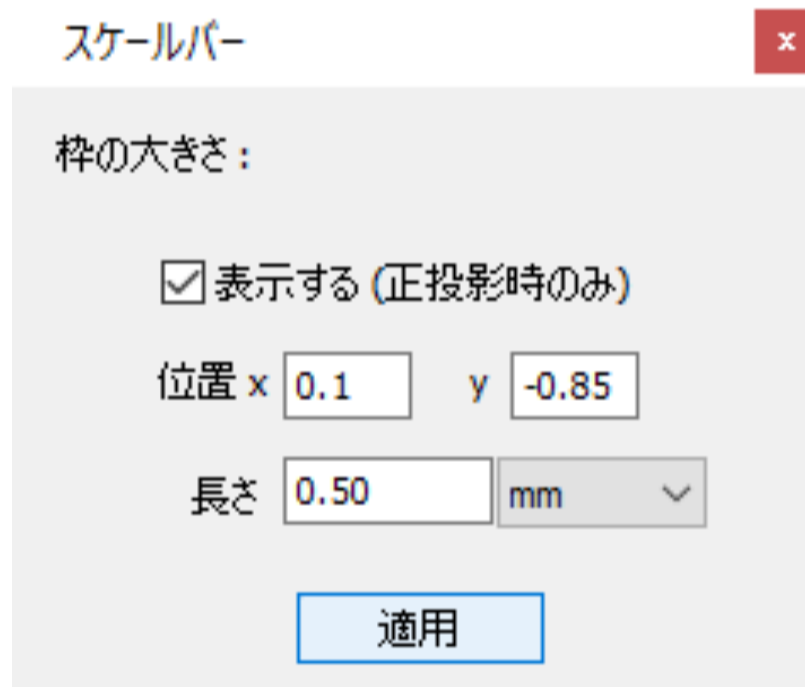 スケールバー x
枠の大きさ :
表示する (正投影時のみ)
位置 x 0.1 y -0.85
長さ 0.50 mm
適用